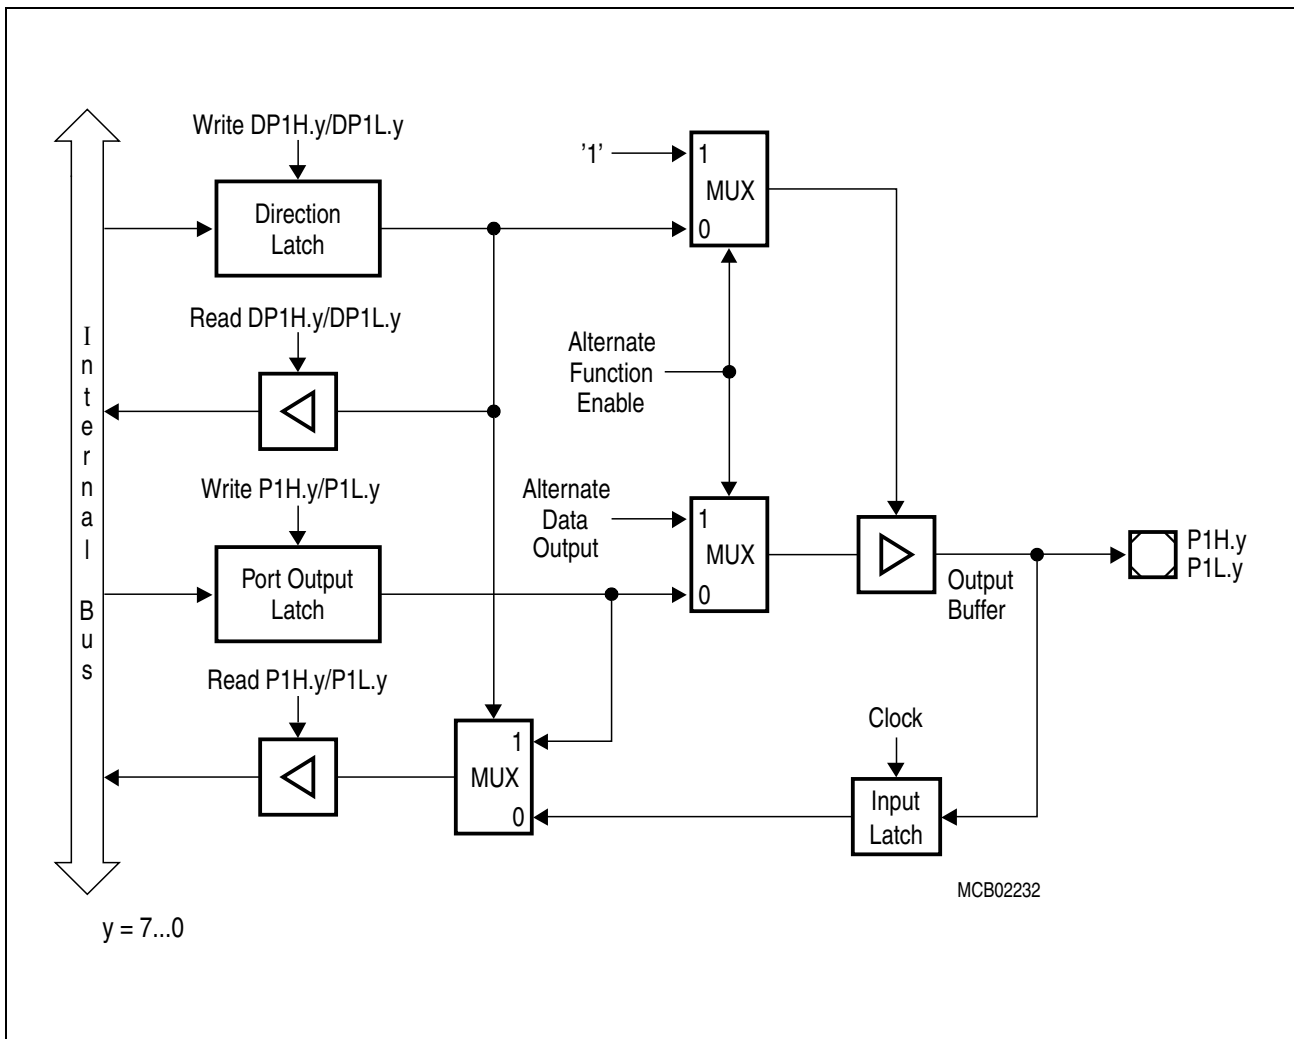 Write DP1H.y/DP1L.y
'1'
1
MUX
0
Direction
Latch
Read DP1H.y/DP1L.y
Alternate
Function
Enable
Internal Bus
Write P1H.y/P1L.y
Alternate
Data
Output
1
MUX
0
Port Output
Latch
Output
Buffer
P1H.y
P1L.y
Read P1H.y/P1L.y
1
MUX
0
Clock
Input
Latch
MCB02232
y = 7...0